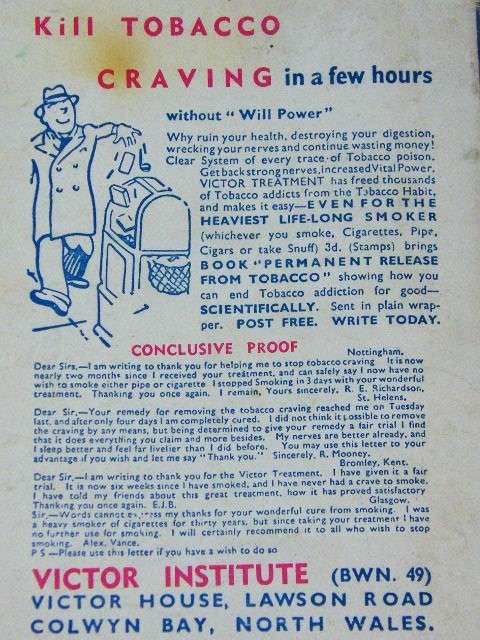 Kill TOBACCO
CRAVING in a few hours
without "Will Power"
Why ruin your health, destroying your digestion,
wrecking your nerves and continue wasting money!
Clear System of every trace of Tobacco poison.
Get back strong nerves, increased Vital Power.
VICTOR TREATMENT has freed thousands
of Tobacco addicts from the Tobacco Habit,
and makes it easy—EVEN FOR THE
HEAVIEST LIFE-LONG SMOKER
(whichever you smoke, Cigarettes, Pipe,
Cigars or take Snuff) 3d. (Stamps) brings
BOOK "PERMANENT RELEASE
FROM TOBACCO" showing how you
can end Tobacco addiction for good—
SCIENTIFICALLY. Sent in plain wrap-
per. POST FREE. WRITE TODAY.
CONCLUSIVE PROOF
Nottingham.
Dear Sirs,—I am writing to thank you for helping me to stop tobacco craving It is now
nearly two months since I received your treatment, and can safely say I now have no
wish to smoke either pipe or cigarette I stopped Smoking in 3 days with your wonderful
treatment. Thanking you once again. I remain, Yours sincerely, R. E. Richardson,
St. Helens,
Dear Sir,—Your remedy for removing the tobacco craving reached me on Tuesday
last, and after only four days I am completely cured. I did not think it possible to remove
the craving by any means, but being determined to give your remedy a fair trial I find
that it does everything you claim and more besides. My nerves are better already, and
I sleep better and feel far livelier than I did before. You may use this letter to your
advantage if you wish and let me say "Thank you." Sincerely, R. Mooney.
Bromley, Kent.
Dear Sir,—I am writing to thank you for the Victor Treatment. I have given it a fair
trial. It is now six weeks since I have smoked, and I have never had a crave to smoke.
I have told my friends about this great treatment, how it has proved satisfactory
Thanking you once again. E.J.B.
Glasgow.
Sir,—Words cannot express my thanks for your wonderful cure from smoking. I was
a heavy smoker of cigarettes for thirty years, but since taking your treatment I have
no further use for smoking. I will certainly recommend it to all who wish to stop
smoking. Alex. Vance.
P S—Please use this letter if you have a wish to do so
VICTOR INSTITUTE (BWN. 49)
VICTOR HOUSE, LAWSON ROAD
COLWYN BAY, NORTH WALES.